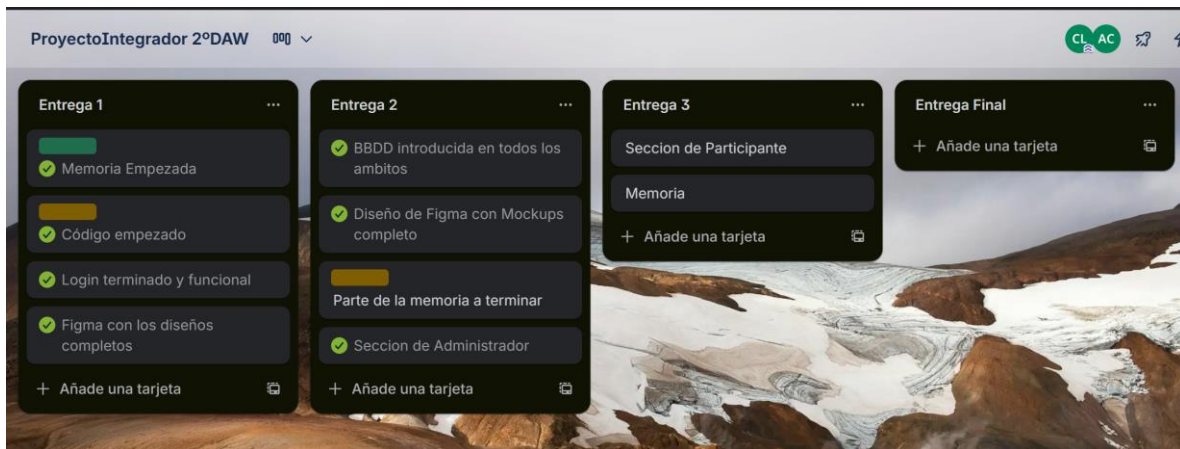 ProyectoIntegrador 2ºDAW
CL AC
Entrega 1
Memoria Empezada
Código empezado
Login terminado y funcional
Figma con los diseños
completos
Añade una tarjeta
Entrega 2
BBDD introducida en todos los
ambitos
Diseño de Figma con Mockups
completo
Parte de la memoria a terminar
Seccion de Administrador
Añade una tarjeta
Entrega 3
Seccion de Participante
Memoria
Añade una tarjeta
Entrega Final
Añade una tarjeta